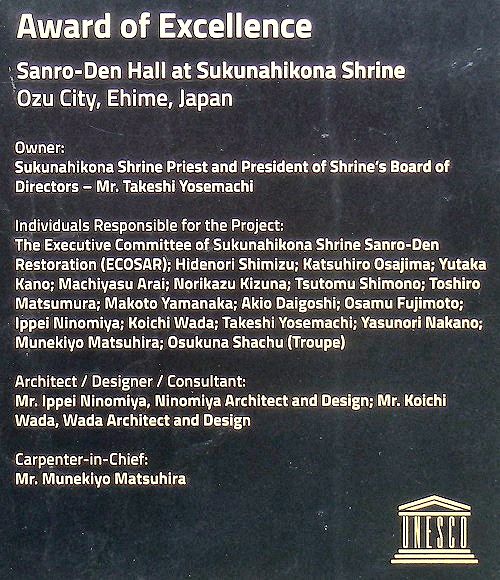 Award of Excellence
Sanro-Den Hall at Sukunahikona Shrine
Ozu City, Ehime, Japan
Owner:
Sukunahikona Shrine Priest and President of Shrine's Board of
Directors – Mr. Takeshi Yosemachi
Individuals Responsible for the Project:
The Executive Committee of Sukunahikona Shrine Sanro-Den
Restoration (ECOSAR); Hidenori Shimizu; Katsuhiro Osajima; Yutaka
Kano; Machiyasu Arai; Norikazu Kizuna; Tsutomu Shimono; Toshiro
Matsumura; Makoto Yamanaka; Akio Daigoshi; Osamu Fujimoto;
Ippei Ninomiya; Koichi Wada; Takeshi Yosemachi; Yasunori Nakano;
Munekiyo Matsuhira; Osukuna Shachu (Troupe)
Architect / Designer / Consultant:
Mr. Ippei Ninomiya, Ninomiya Architect and Design; Mr. Koichi
Wada, Wada Architect and Design
Carpenter-in-Chief:
Mr. Munekiyo Matsuhira
UNESCO